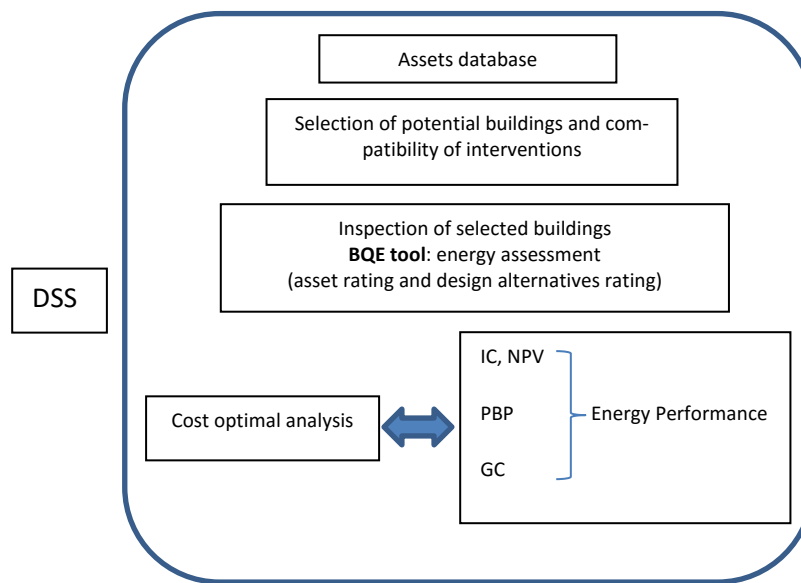 Assets database
Selection of potential buildings and com-
patibility of interventions
Inspection of selected buildings
BQE tool: energy assessment
(asset rating and design alternatives rating)
DSS
Cost optimal analysis
IC, NPV
PBP
GC
Energy Performance